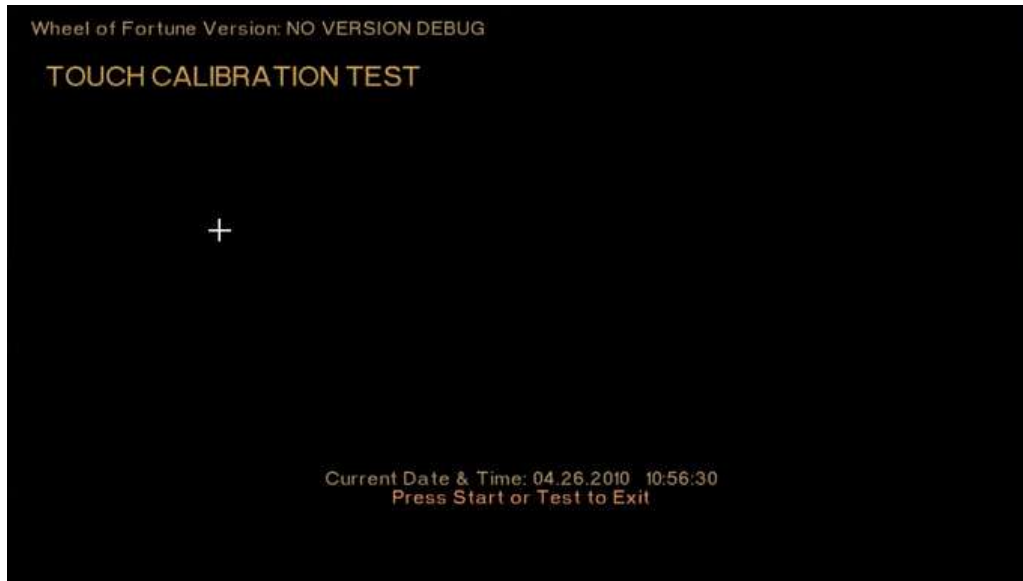 Wheel of Fortune Version: NO VERSION DEBUG
TOUCH CALIBRATION TEST
Current Date & Time: 04.26.2010 10:56:30
Press Start or Test to Exit